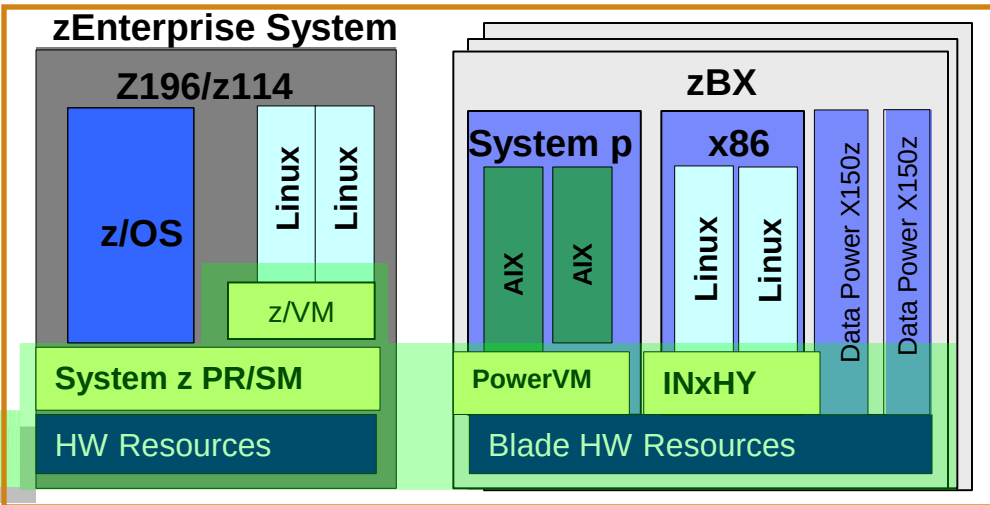 zEnterprise System
Z196/z114
z/OS
Linux
Linux
z/VM
System z PR/SM
HW Resources
zBX
System p
AIX
AIX
PowerVM
x86
Linux
Linux
INxHY
Data Power X150z
Data Power X150z
Blade HW Resources